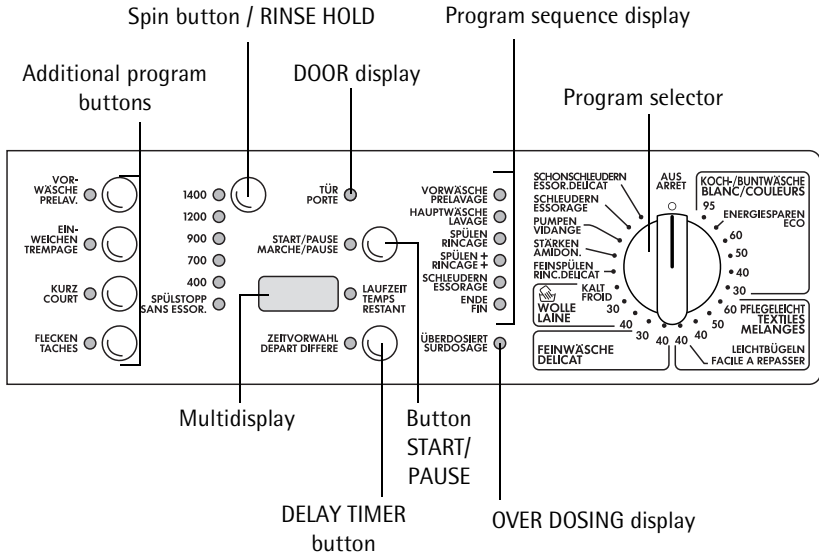 Spin button / RINSE HOLD
Program sequence display
Additional program
buttons
DOOR display
Program selector
VOR-
WÄSCHE
PRELAV.
EIN-
WEICHEN
TREMPAGE
KURZ
COURT
FLECKEN
TACHES
1400
1200
900
700
400
SPÜLSTOPP
SANS ESSOR.
TÜR
PORTE
START/PAUSE
MARCHE/PAUSE
LAUFZEIT
TEMPS
RESTANT
ZEITVORWAHL
DEPART DIFFERE
VORWÄSCHE
PRELAVAGE
HAUPTWÄSCHE
LAVAGE
SPÜLEN
RINCAGE
SPÜLEN +
RINCAGE +
SCHLEUDERN
ESSORAGE
ENDE
FIN
ÜBERDOSIERT
SURDOSAGE
SCHONSCHLEUDERN
ESSOR.DELICAT
SCHLEUDERN
ESSORAGE
PUMPEN
VIDANGE
STÄRKEN
AMIDON.
FEINSPÜLEN
RINC.DELICAT
KALT
FROID
WOLLE
LAINE
30
40
FEINWÄSCHE
DELICAT
30
40
40
AUS
ARRET
KOCH-/BUNTWÄSCHE
BLANC/COULEURS
95
ENERGIESPAREN
ECO
60
50
40
30
60
PFLEGELEICHT
TEXTILES
MELANGES
50
40
40
LEICHTBÜGELN
FACILE A REPASSER
Multidisplay
Button
START/
PAUSE
DELAY TIMER
button
OVER DOSING display